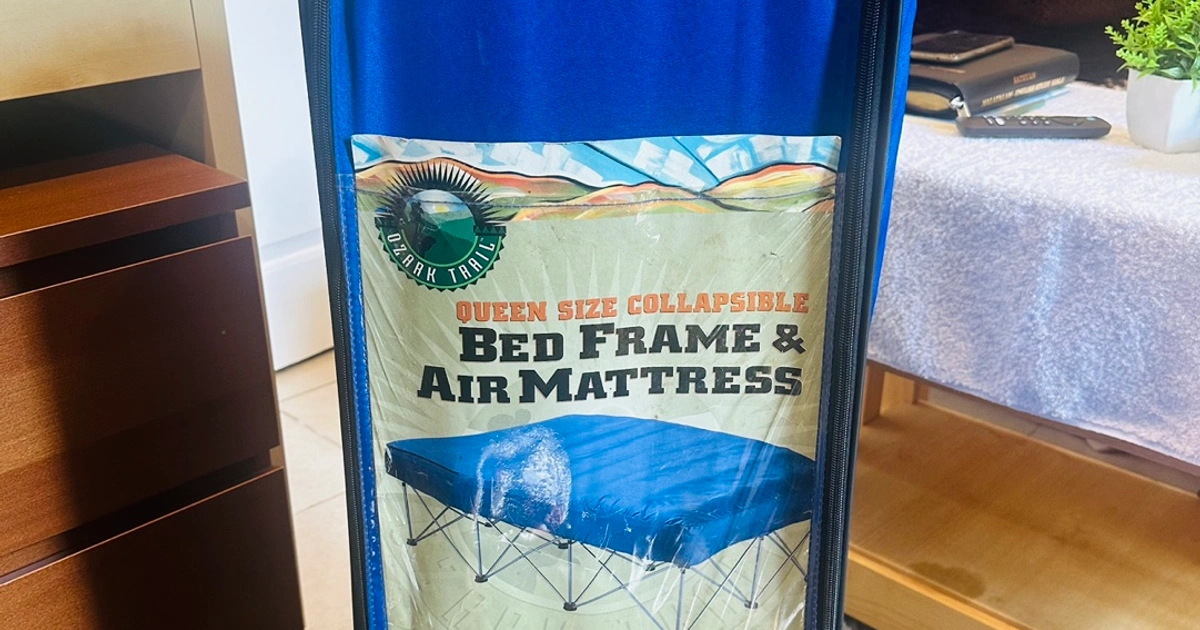 OZARK TRAIL
QUEEN SIZE COLLAPSIBLE
BED FRAME &
AIR MATTRESS